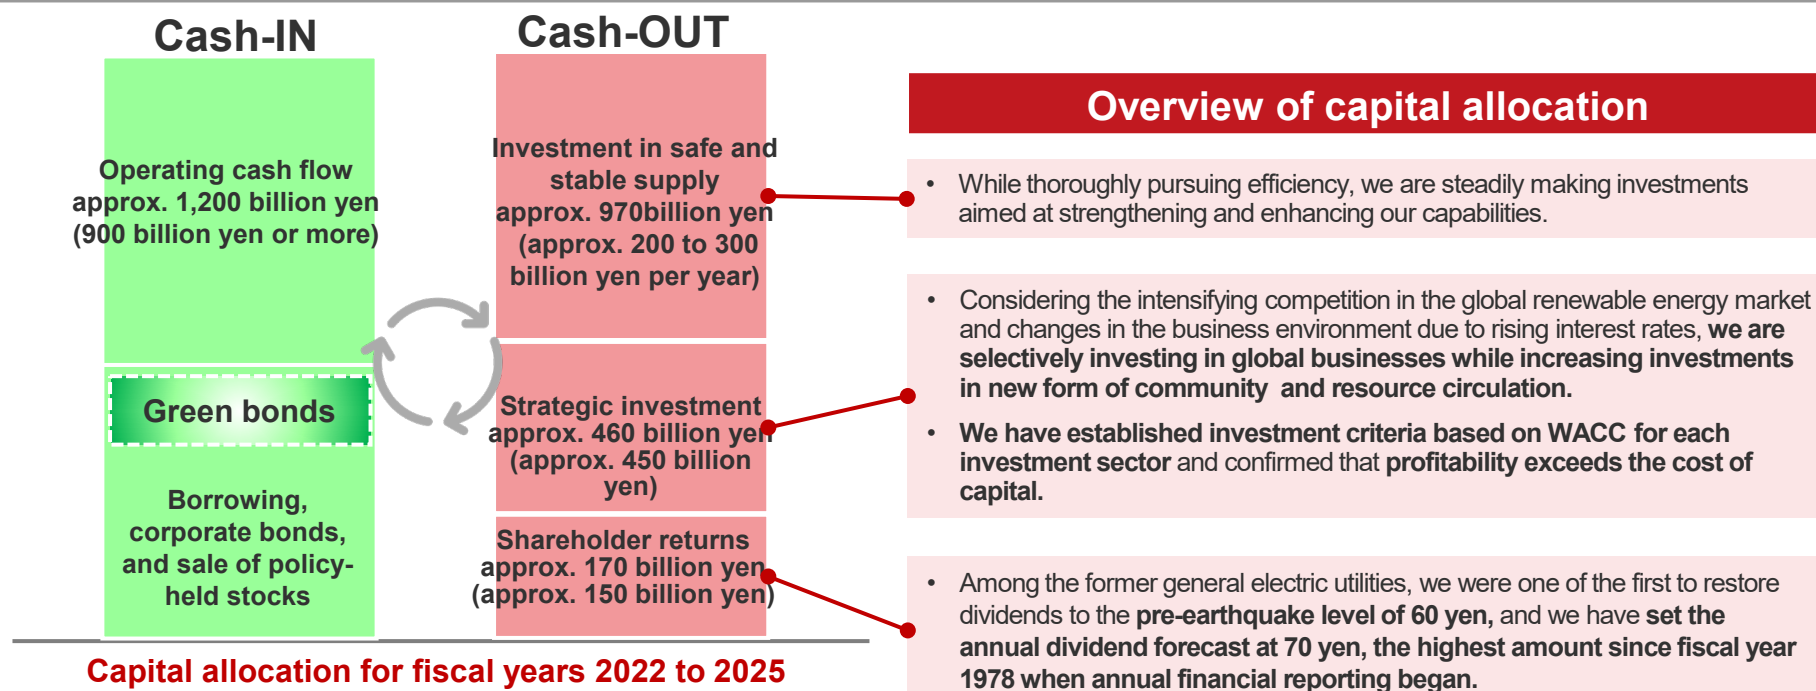 Cash-IN
Operating cash flow
approx. 1,200 billion yen
(900 billion yen or more)
Green bonds
Borrowing,
corporate bonds,
and sale of policy-
held stocks
Cash-OUT
Investment in safe and
stable supply
approx. 970billion yen
(approx. 200 to 300
billion yen per year)
Strategic investment
approx. 460 billion yen
(approx. 450 billion
yen)
Shareholder returns
approx. 170 billion yen
(approx. 150 billion yen)
Capital allocation for fiscal years 2022 to 2025
Overview of capital allocation
• While thoroughly pursuing efficiency, we are steadily making investments
aimed at strengthening and enhancing our capabilities.
• Considering the intensifying competition in the global renewable energy market
and changes in the business environment due to rising interest rates, we are
selectively investing in global businesses while increasing investments
in new form of community and resource circulation.
• We have established investment criteria based on WACC for each
investment sector and confirmed that profitability exceeds the cost of
capital.
• Among the former general electric utilities, we were one of the first to restore
dividends to the pre-earthquake level of 60 yen, and we have set the
annual dividend forecast at 70 yen, the highest amount since fiscal year
1978 when annual financial reporting began.